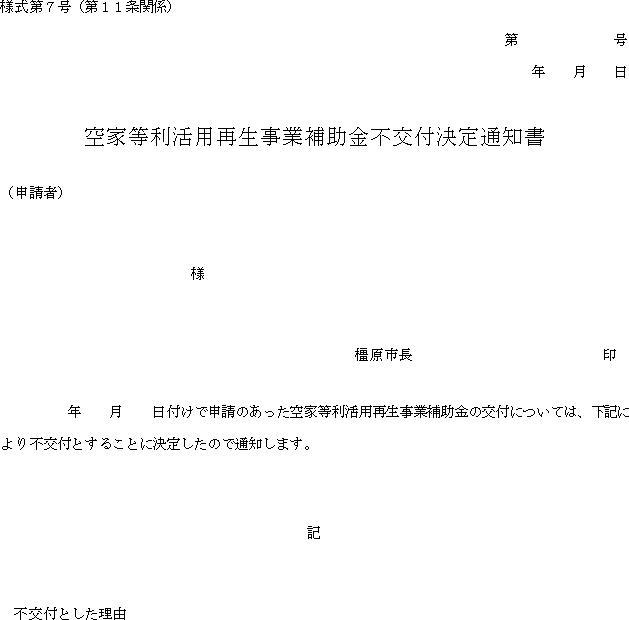 様式第７号（第１１条関係）
第　　　　　　　号
年　　月　　日
空家等利活用再生事業補助金不交付決定通知書
（申請者）
様
橿原市長　　　　　　　　　　　　　　印
年　　月　　日付けで申請のあった空家等利活用再生事業補助金の交付については、下記に
より不交付とすることに決定したので通知します。
記
不交付とした理由